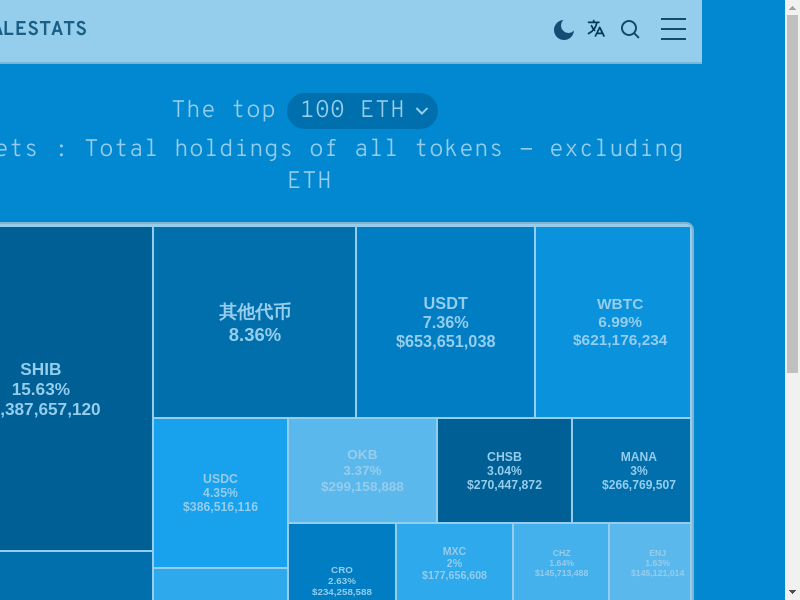 ALESTATS
The top 100 ETH
ets : Total holdings of all tokens – excluding
ETH
SHIB
15.63%
,387,657,120
其他代币
8.36%
USDT
7.36%
$653,651,038
WBTC
6.99%
$621,176,234
USDC
4.35%
$386,516,116
OKB
3.37%
$299,158,888
CHSB
3.04%
$270,447,872
MANA
3%
$266,769,507
CRO
2.63%
$234,258,588
MXC
2%
$177,656,608
CHZ
1.64%
$145,713,486
ENJ
1.63%
$145,121,014